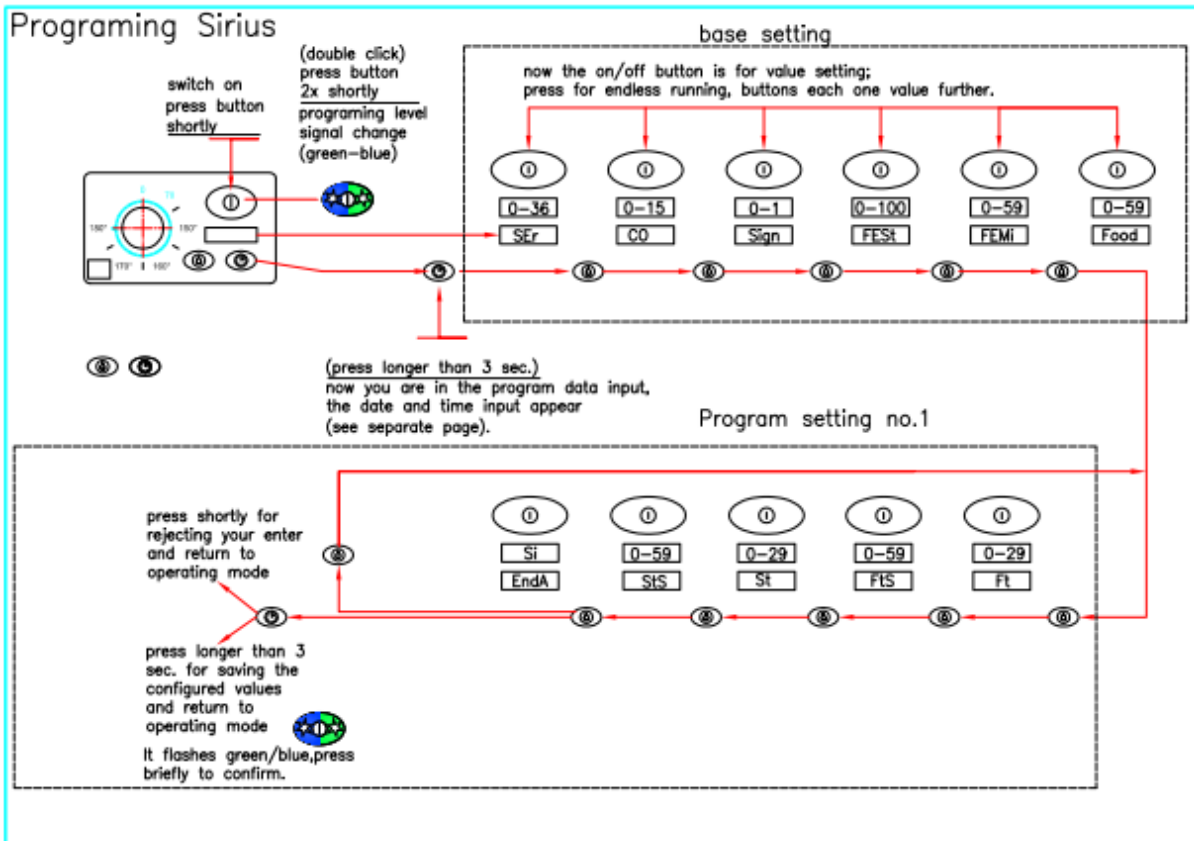 Programing Sirius
base setting
switch on
press button
shortly
(double click)
press button
2x shortly
programing level
signal change
(green-blue)
now the on/off button is for value setting;
press for endless running, buttons each one value further.
0-36
0-15
0-1
0-100
0-59
0-59
SEr
CO
Sign
FESt
FEMi
Food
75
180°
150°
170°
160°
(press longer than 3 sec.)
now you are in the program data input,
the date and time input appear
(see separate page).
Program setting no.1
press shortly for
rejecting your enter
and return to
operating mode
Si
0-59
0-29
0-59
0-29
EndA
StS
St
FtS
Ft
press longer than 3
sec. for saving the
configured values
and return to
operating mode
It flashes green/blue,press
briefly to confirm.